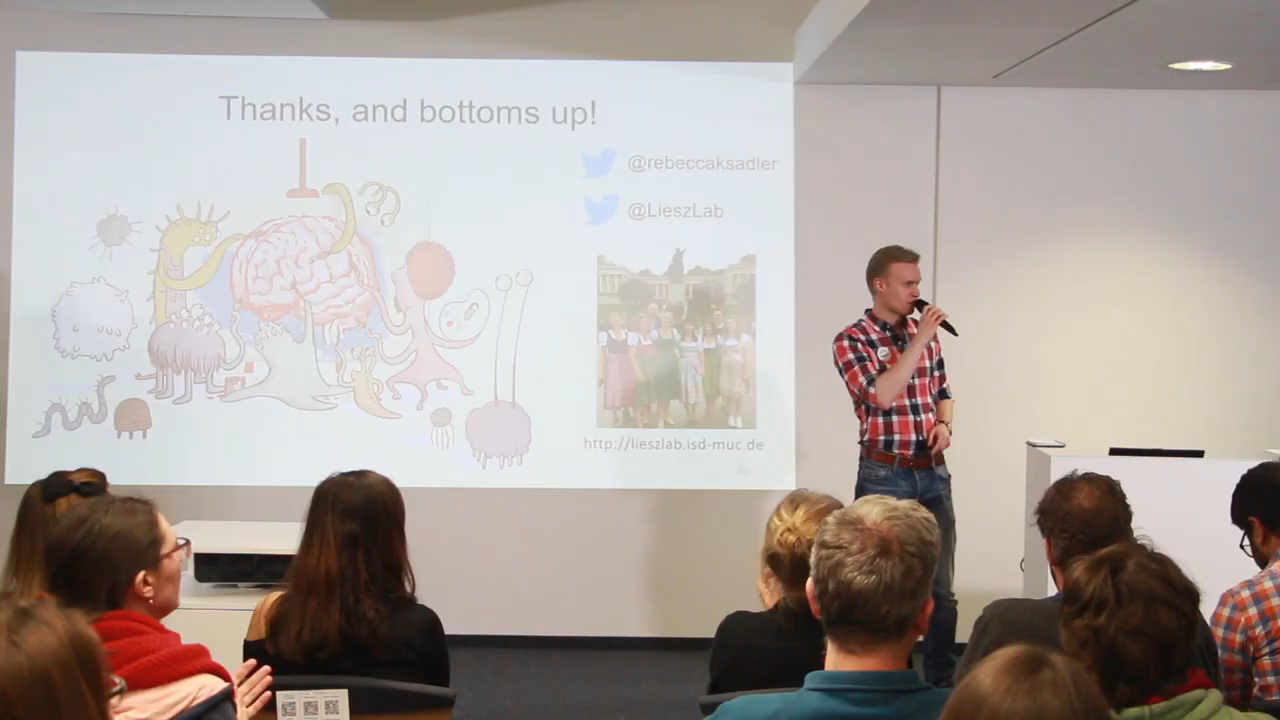 Thanks, and bottoms up!
@rebeccaksadler
@LieszLab
http://lieszlab.isd-muc.de